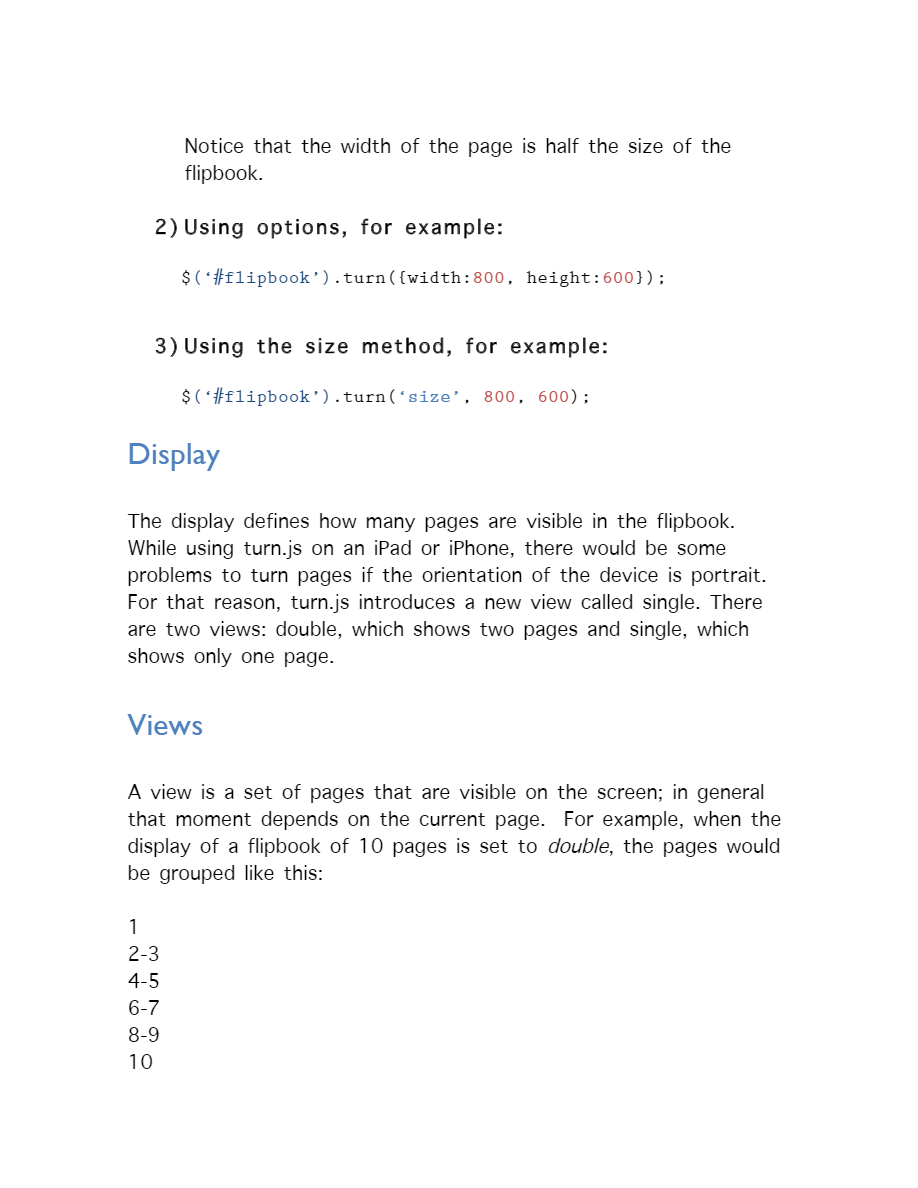 Notice that the width of the page is half the size of the
flipbook.
2) Using options, for example:
$(‘#flipbook’).turn({width:800, height:600});
3) Using the size method, for example:
$(‘#flipbook’).turn(‘size’, 800, 600);
Display
The display defines how many pages are visible in the flipbook.
While using turn.js on an iPad or iPhone, there would be some
problems to turn pages if the orientation of the device is portrait.
For that reason, turn.js introduces a new view called single. There
are two views: double, which shows two pages and single, which
shows only one page.
Views
A view is a set of pages that are visible on the screen; in general
that moment depends on the current page.  For example, when the
display of a flipbook of 10 pages is set to double, the pages would
be grouped like this:
1
2-3
4-5
6-7
8-9
10